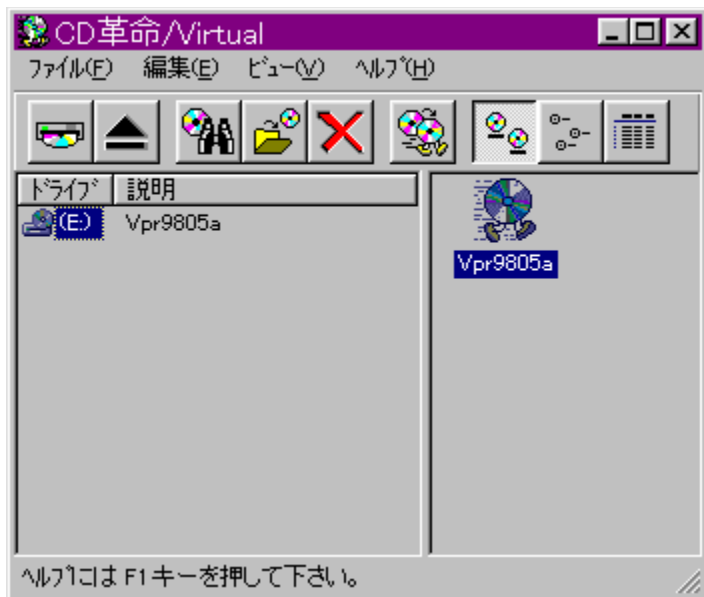 CD革命/Virtual
ﾌｧｲﾙ(F) 編集(E) ﾋﾞｭｰ(V) ﾍﾙﾌﾟ(H)
ﾄﾞﾗｲﾌﾞ 説明
(E:) Vpr9805a
Vpr9805a
ﾍﾙﾌﾟには F1 キーを押して下さい。